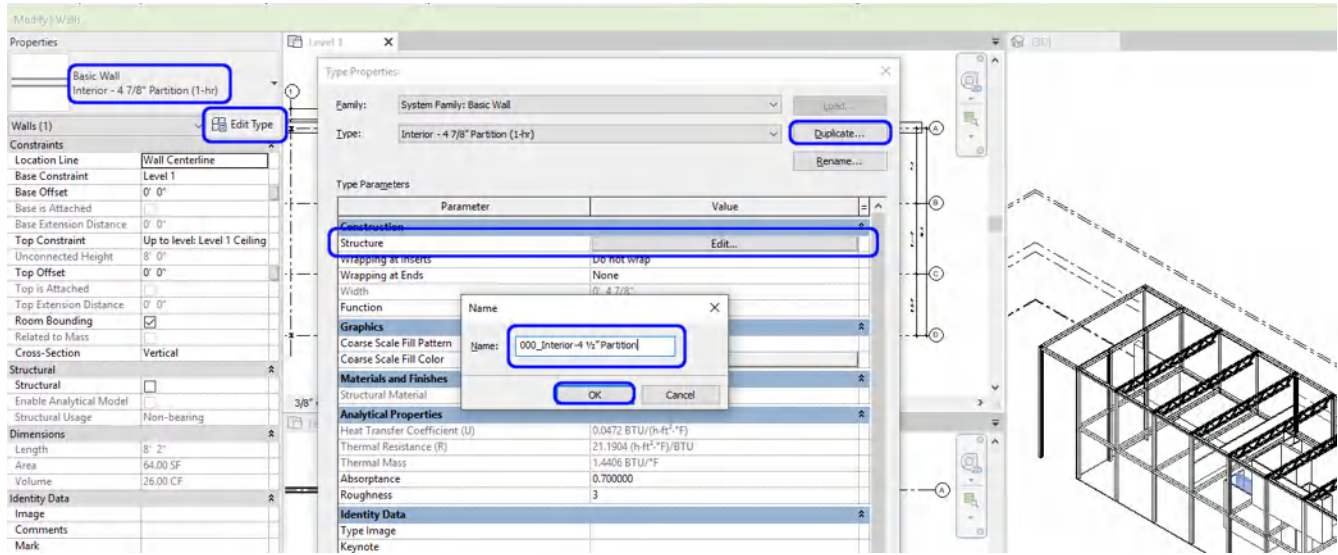 Modify | Walls
Properties
Basic Wall
Interior - 4 7/8" Partition (1-hr)
Walls (1)
Edit Type
Constraints
Location Line Wall Centerline
Base Constraint Level 1
Base Offset 0' 0"
Base is Attached
Base Extension Distance 0' 0"
Top Constraint Up to level: Level 1 Ceiling
Unconnected Height 8' 0"
Top Offset 0' 0"
Top is Attached
Top Extension Distance 0' 0"
Room Bounding
Related to Mass
Cross-Section Vertical
Structural
Structural
Enable Analytical Model
Structural Usage Non-bearing
Dimensions
Length 8' 2"
Area 64.00 SF
Volume 26.00 CF
Identity Data
Image
Comments
Mark
Level 1
3/8"
Type Properties
Family: System Family: Basic Wall Load...
Type: Interior - 4 7/8" Partition (1-hr) Duplicate...
Rename...
Type Parameters
Parameter Value =
Construction
Structure Edit...
Wrapping at Inserts Do not wrap
Wrapping at Ends None
Width 0' 4 7/8"
Function
Graphics
Coarse Scale Fill Pattern
Coarse Scale Fill Color
Materials and Finishes
Structural Material
Analytical Properties
Heat Transfer Coefficient (U) 0.0472 BTU/(h·ft²·°F)
Thermal Resistance (R) 21.1904 (h·ft²·°F)/BTU
Thermal Mass 1.4406 BTU/°F
Absorptance 0.700000
Roughness 3
Identity Data
Type Image
Keynote
Name
Name: 000_Interior-4 ½" Partition
OK Cancel
1
A
B
C
D
A
{3D}